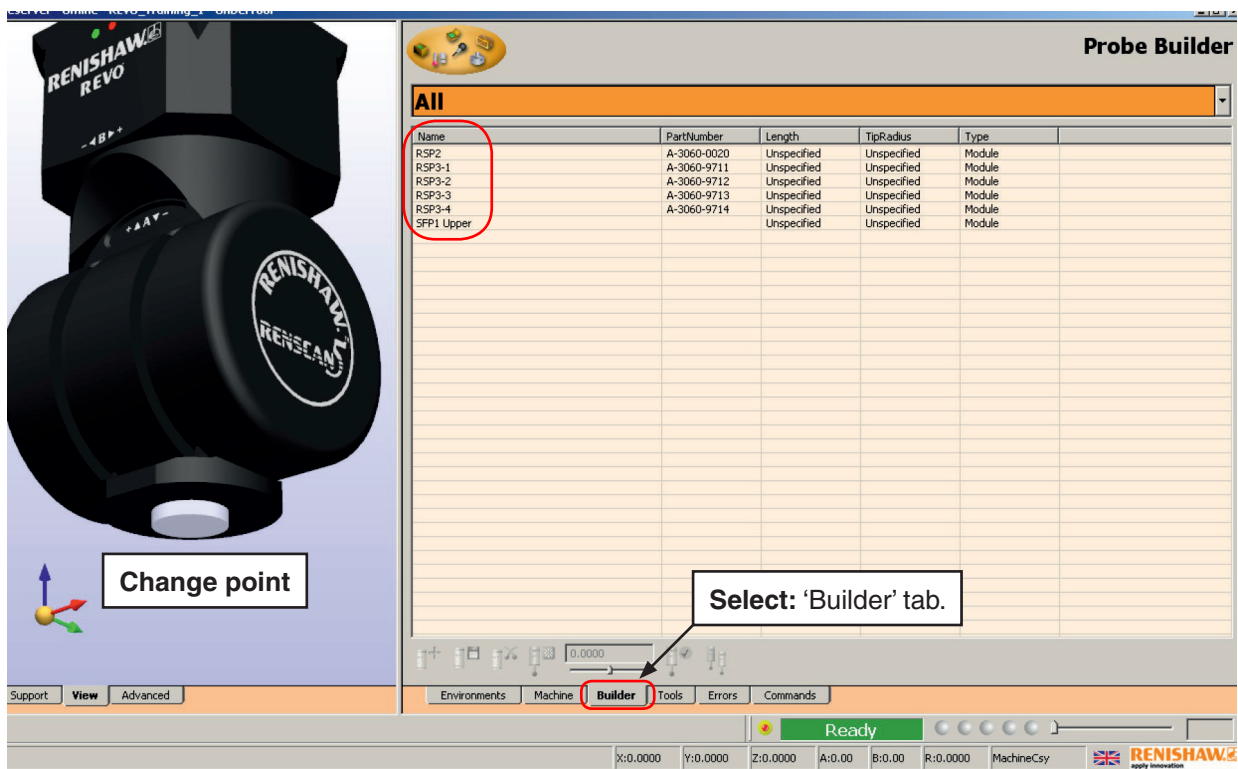 RENISHAW
REVO
-◄B►+
+◄A▼-
RENISHAW
RENSCAN5
Change point
Probe Builder
All
Name PartNumber Length TipRadius Type
RSP2 A-3060-0020 Unspecified Unspecified Module
RSP3-1 A-3060-9711 Unspecified Unspecified Module
RSP3-2 A-3060-9712 Unspecified Unspecified Module
RSP3-3 A-3060-9713 Unspecified Unspecified Module
RSP3-4 A-3060-9714 Unspecified Unspecified Module
SFP1 Upper Unspecified Unspecified Module
Select: ‘Builder’ tab.
0.0000
Support View Advanced
Environments Machine Builder Tools Errors Commands
Ready
X:0.0000 Y:0.0000 Z:0.0000 A:0.00 B:0.00 R:0.0000 MachineCsy
RENISHAW
apply innovation